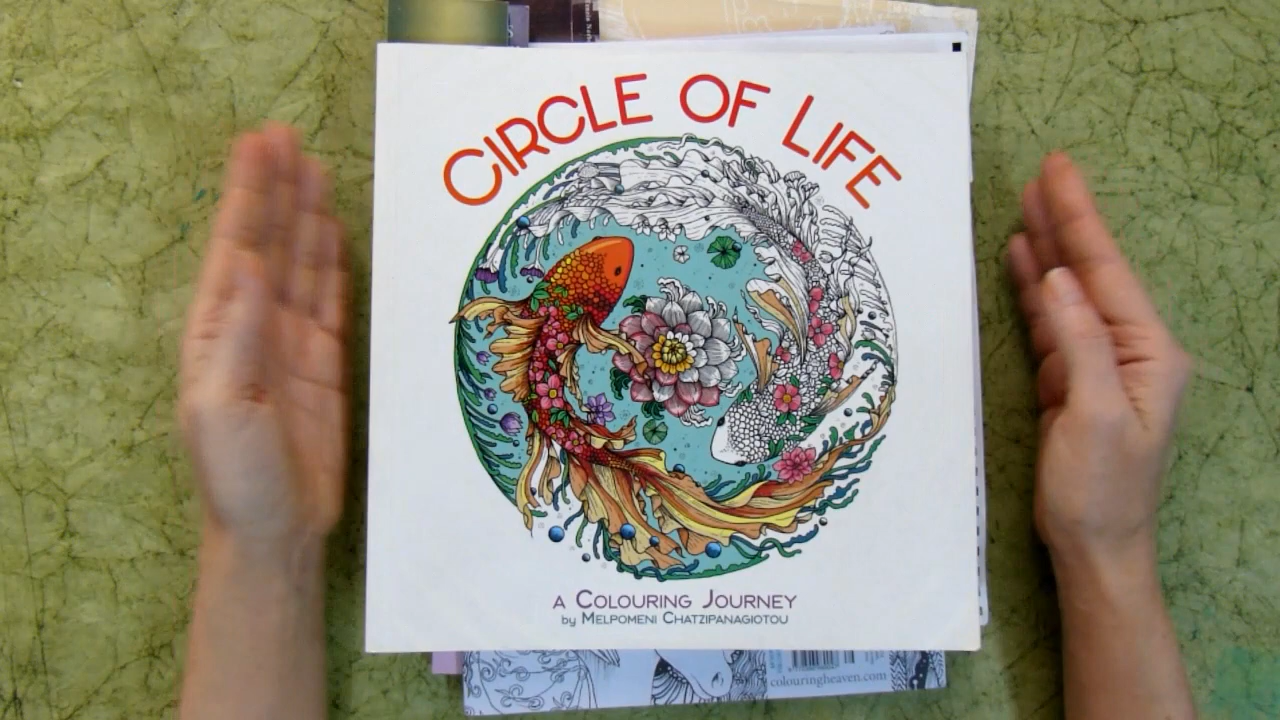 CIRCLE OF LIFE
A COLOURING JOURNEY
by MELPOMENI CHATZIPANAGIOTOU
colouringheaven.com